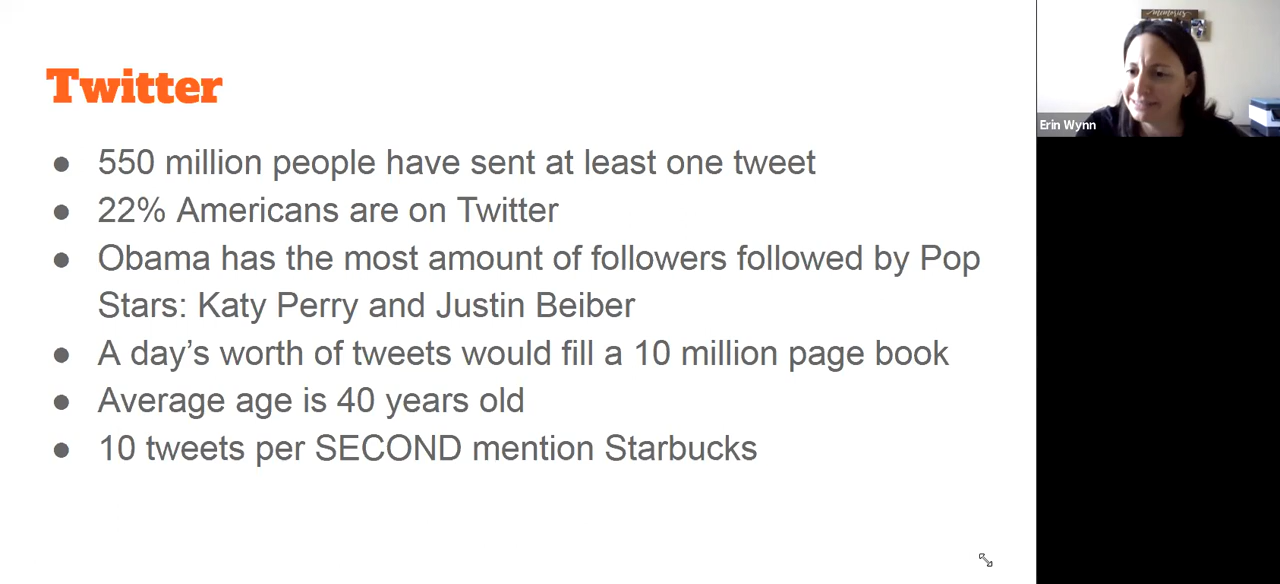 Twitter
● 550 million people have sent at least one tweet
● 22% Americans are on Twitter
● Obama has the most amount of followers followed by Pop
Stars: Katy Perry and Justin Beiber
● A day’s worth of tweets would fill a 10 million page book
● Average age is 40 years old
● 10 tweets per SECOND mention Starbucks
Erin Wynn